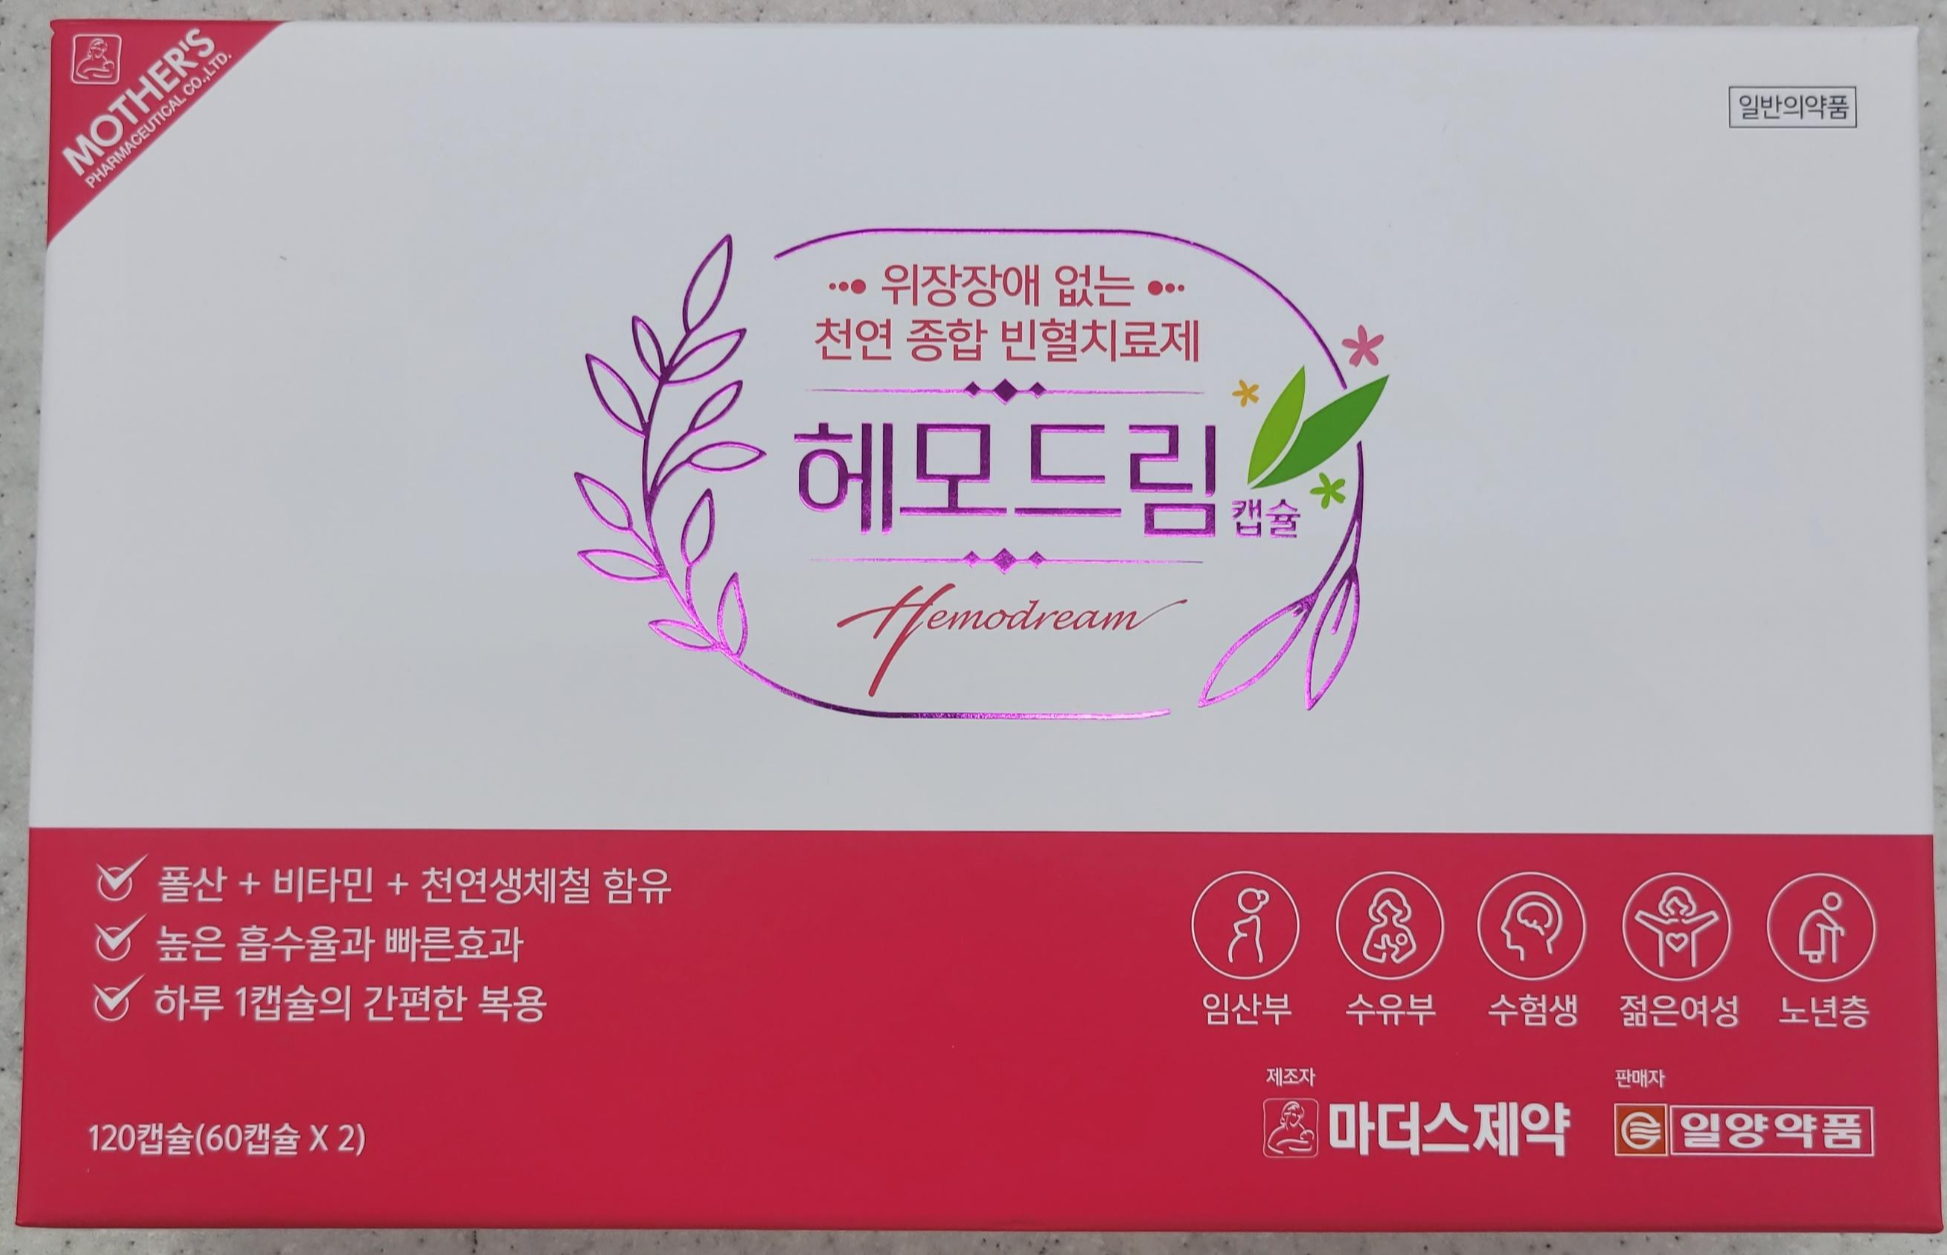 MOTHER'S
PHARMACEUTICAL CO.,LTD.
일반의약품
위장장애 없는
천연 종합 빈혈치료제
헤모드림 캡슐
Hemodream
폴산 + 비타민 + 천연생체철 함유
높은 흡수율과 빠른효과
하루 1캡슐의 간편한 복용
임산부 수유부 수험생 젊은여성 노년층
120캡슐(60캡슐 X 2)
제조자
마더스제약
판매자
일양약품